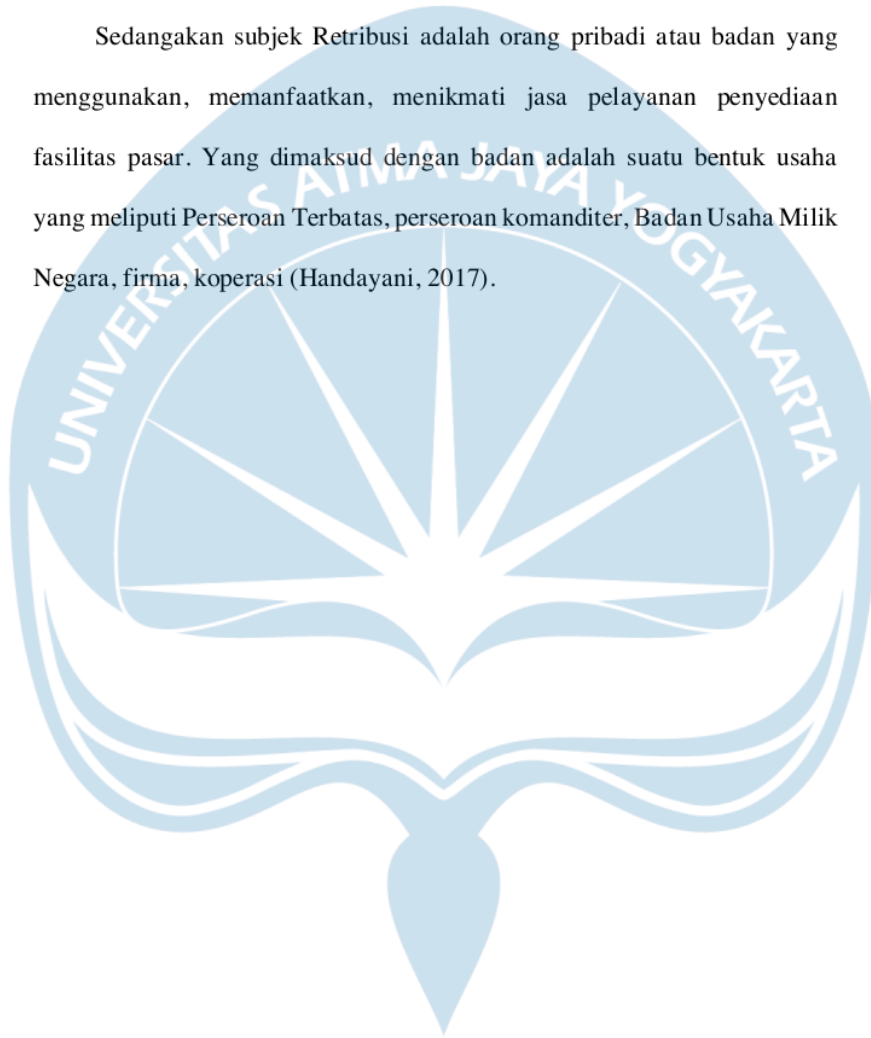 Sedangakan subjek Retribusi adalah orang pribadi atau badan yang
menggunakan, memanfaatkan, menikmati jasa pelayanan penyediaan
fasilitas pasar. Yang dimaksud dengan badan adalah suatu bentuk usaha
yang meliputi Perseroan Terbatas, perseroan komanditer, Badan Usaha Milik
Negara, firma, koperasi (Handayani, 2017).
UNIVERSITAS ATMA JAYA YOGYAKARTA